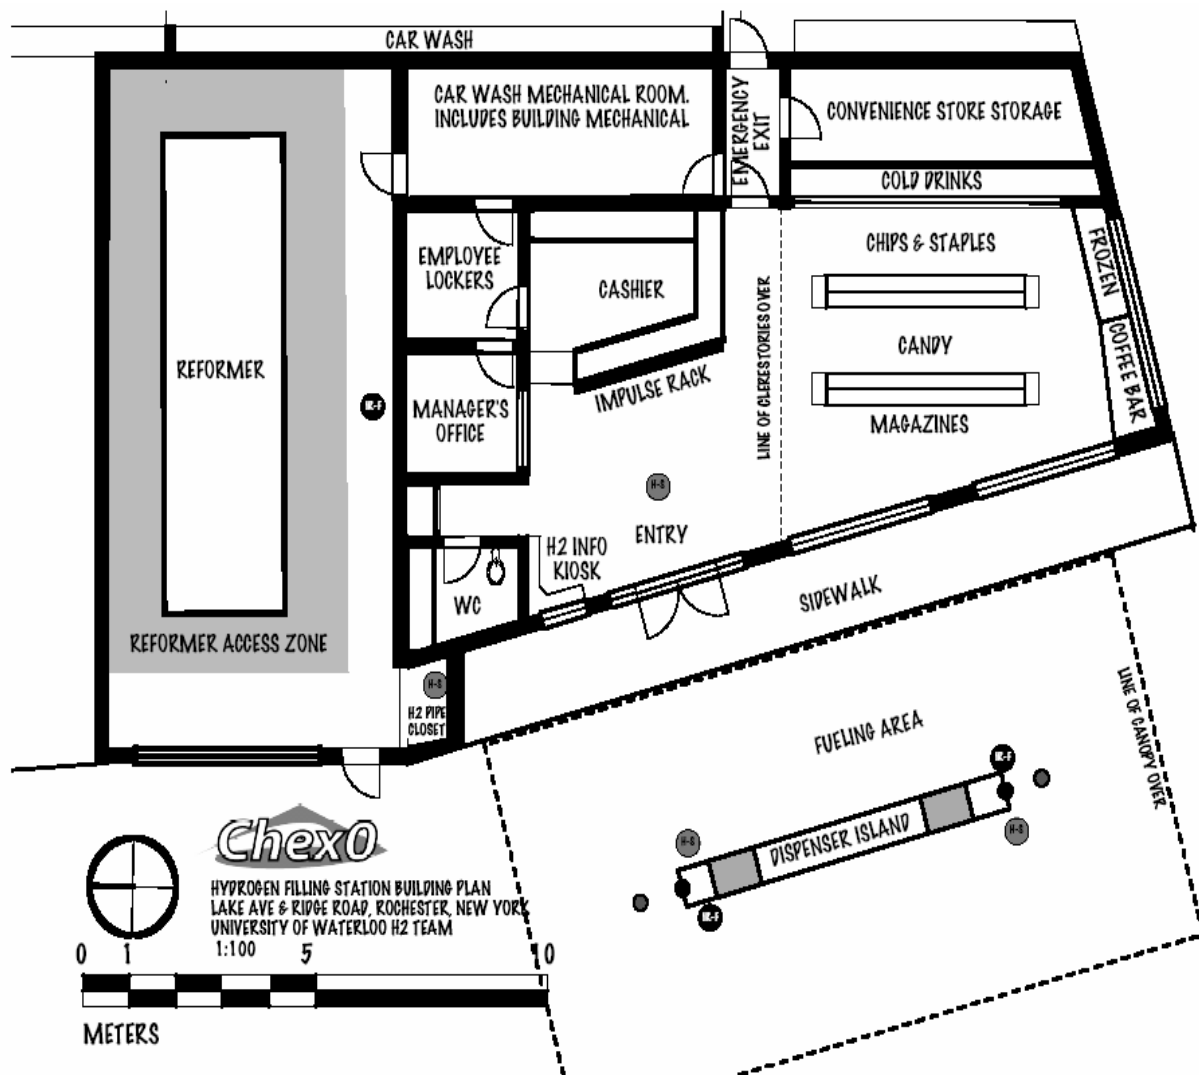 CAR WASH
CAR WASH MECHANICAL ROOM.
INCLUDES BUILDING MECHANICAL
EMERGENCY
EXIT
CONVENIENCE STORE STORAGE
COLD DRINKS
EMPLOYEE
LOCKERS
CASHIER
LINE OF CLERESTORIES OVER
CHIPS & STAPLES
FROZEN
CANDY
COFFEE BAR
REFORMER
IMPULSE RACK
MANAGER'S
OFFICE
MAGAZINES
H-S
ENTRY
H2 INFO
KIOSK
WC
SIDEWALK
REFORMER ACCESS ZONE
H-S
H2 PIPE
CLOSET
FUELING AREA
LINE OF CANOPY OVER
H-S
DISPENSER ISLAND
H-S
Chex0
HYDROGEN FILLING STATION BUILDING PLAN
LAKE AVE & RIDGE ROAD, ROCHESTER, NEW YORK
UNIVERSITY OF WATERLOO H2 TEAM
1:100
0 1 5 10
METERS